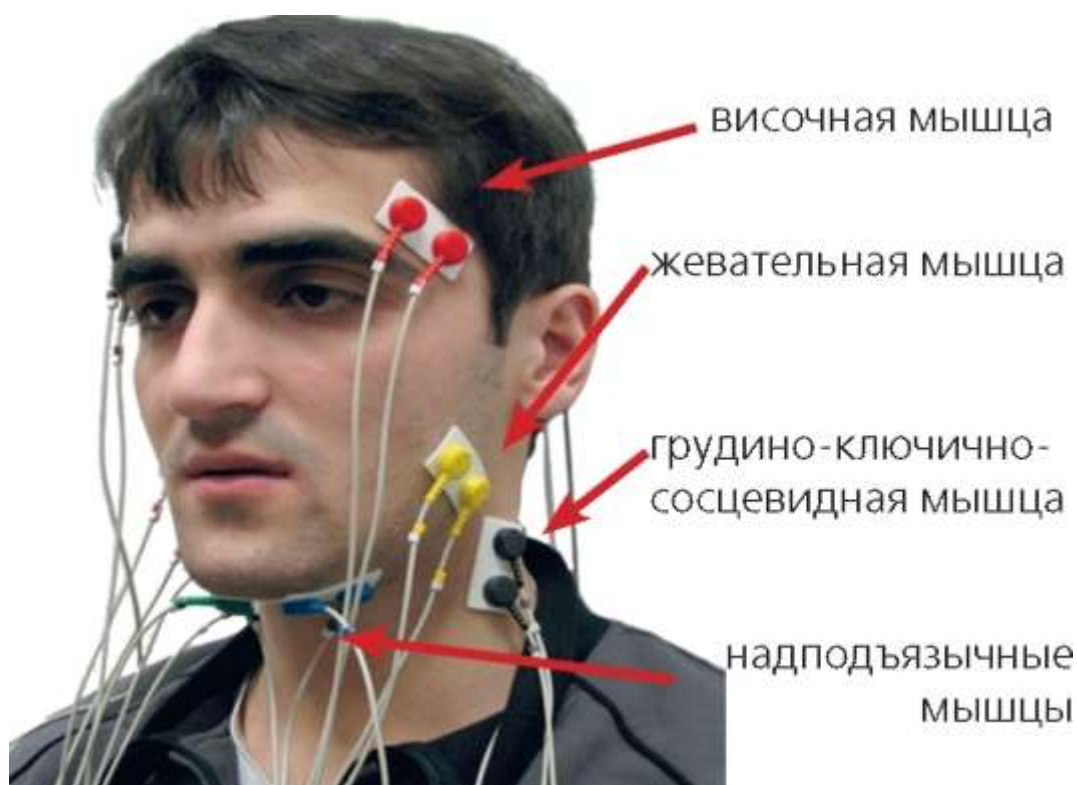 височная мышца
жевательная мышца
грудино-ключично-
сосцевидная мышца
надподъязычные
мышцы